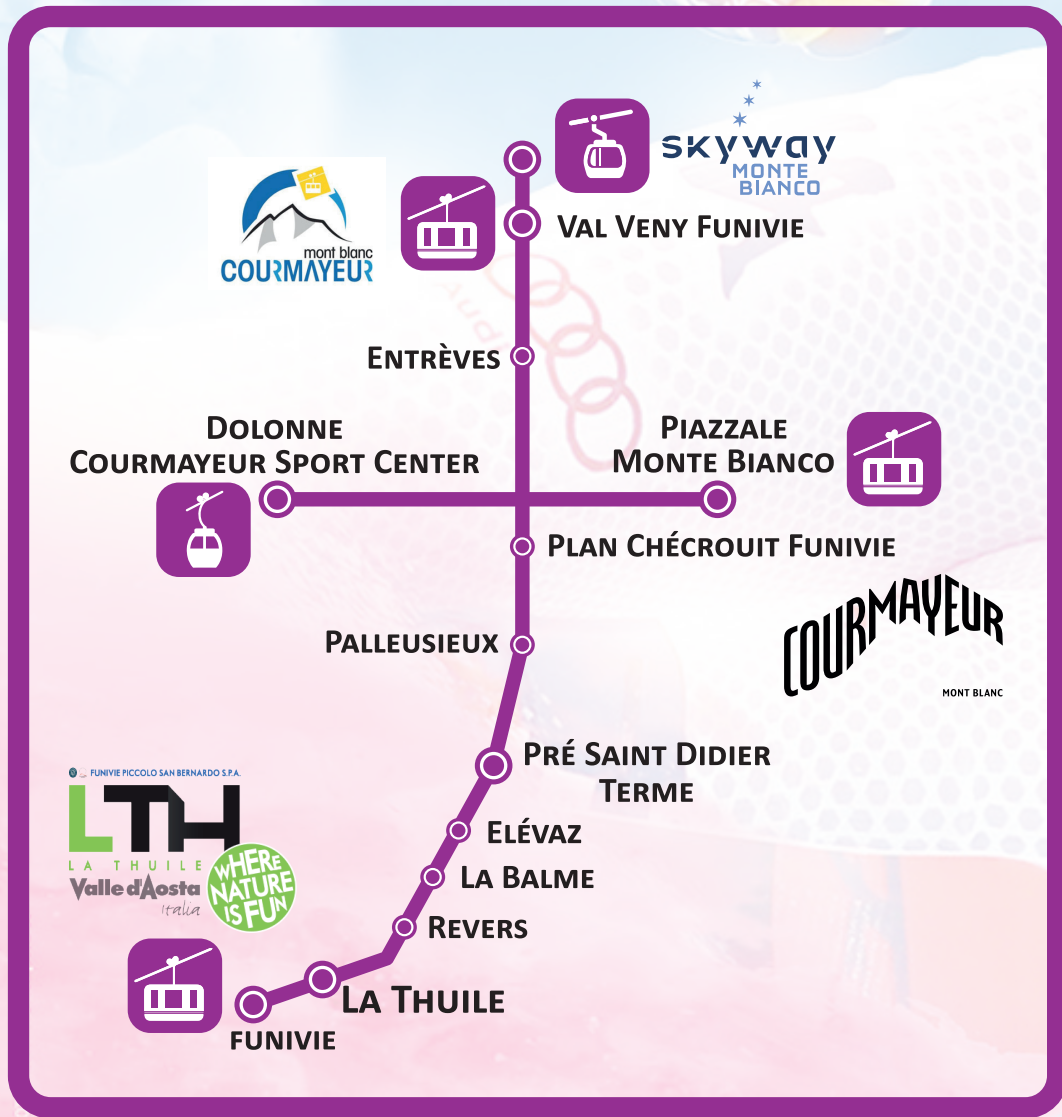 skyway
MONTE
BIANCO
mont blanc
COURMAYEUR
VAL VENY FUNIVIE
ENTRÈVES
DOLONNE
COURMAYEUR SPORT CENTER
PIAZZALE
MONTE BIANCO
PLAN CHÉCROUIT FUNIVIE
COURMAYEUR
MONT BLANC
PALLEUSIEUX
PRÉ SAINT DIDIER
TERME
FUNIVIE PICCOLO SAN BERNARDO S.P.A.
LTH
LA THUILE
Valle d'Aosta
Italia
WHERE
NATURE
IS FUN
ELÉVAZ
LA BALME
REVERS
LA THUILE
FUNIVIE